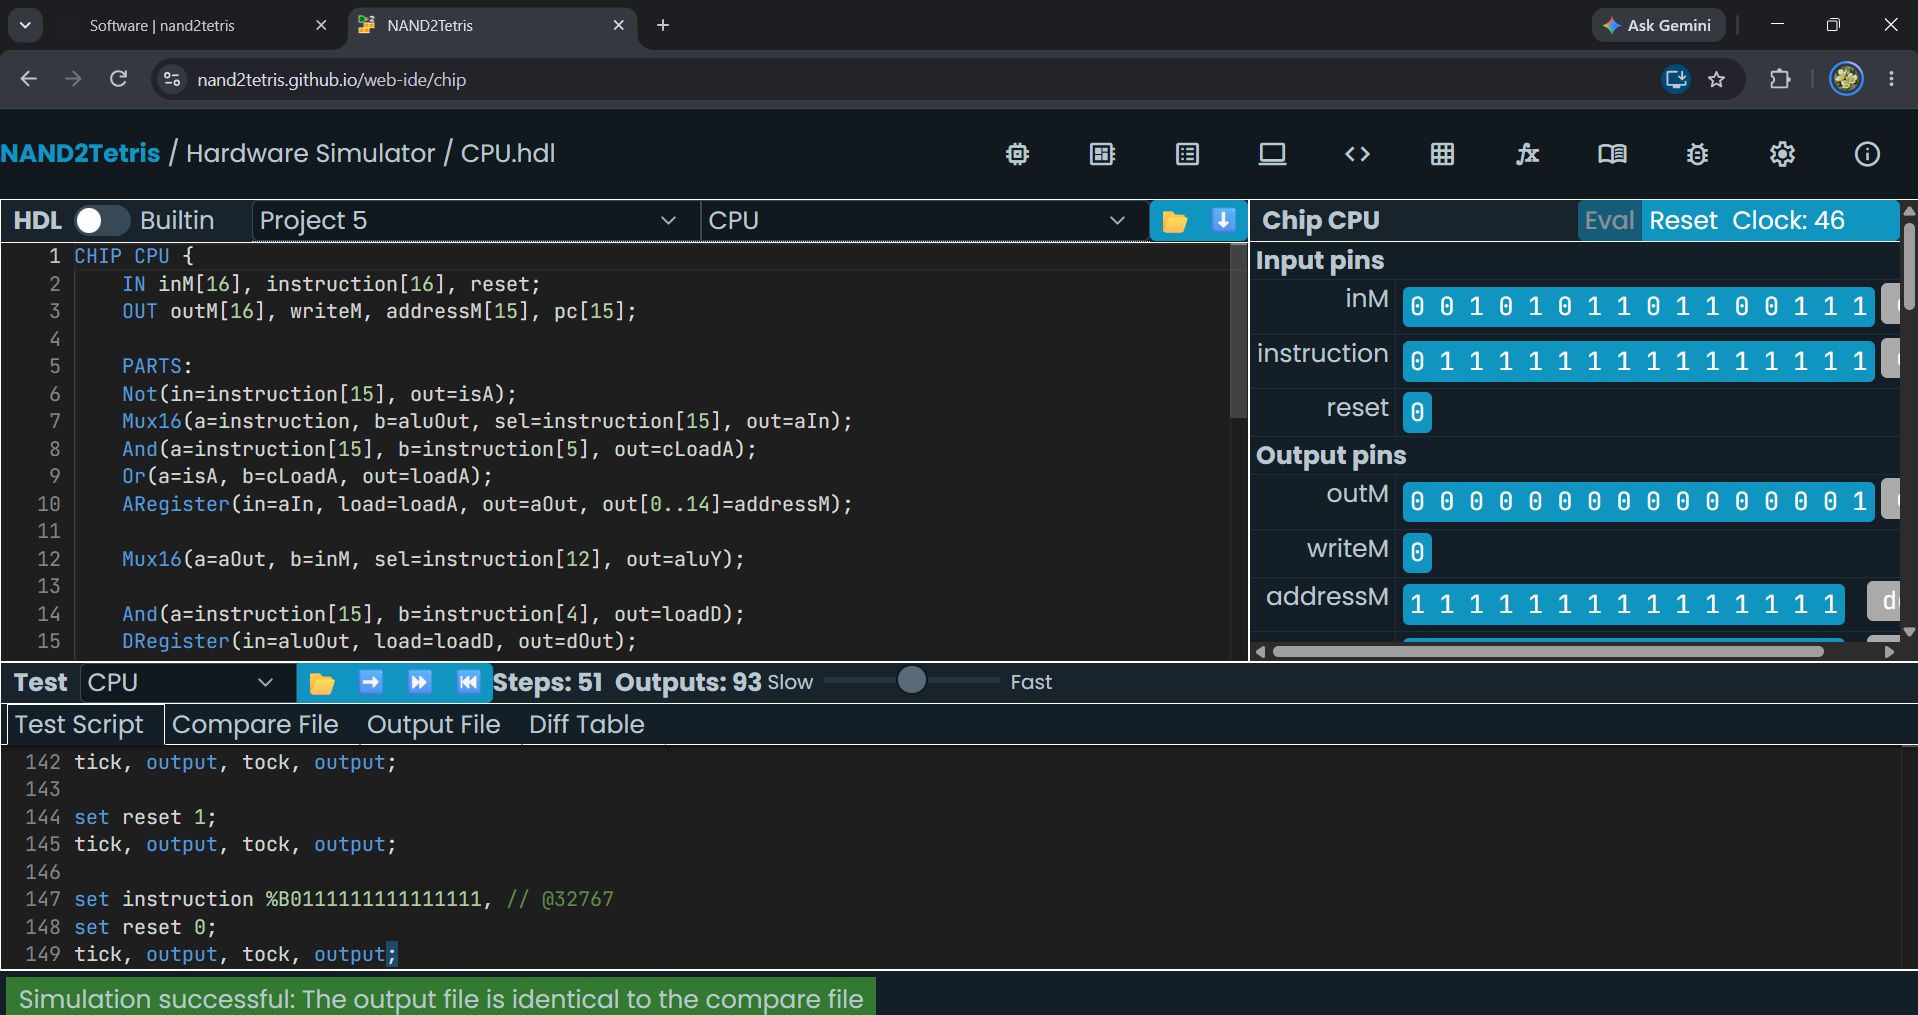 Software | nand2tetris
NAND2Tetris
Ask Gemini
nand2tetris.github.io/web-ide/chip
NAND2Tetris / Hardware Simulator / CPU.hdl
HDL Builtin Project 5 CPU
Chip CPU Eval Reset Clock: 46
1 CHIP CPU {
2 IN inM[16], instruction[16], reset;
3 OUT outM[16], writeM, addressM[15], pc[15];
4
5 PARTS:
6 Not(in=instruction[15], out=isA);
7 Mux16(a=instruction, b=aluOut, sel=instruction[15], out=aIn);
8 And(a=instruction[15], b=instruction[5], out=cLoadA);
9 Or(a=isA, b=cLoadA, out=loadA);
10 ARegister(in=aIn, load=loadA, out=aOut, out[0..14]=addressM);
11
12 Mux16(a=aOut, b=inM, sel=instruction[12], out=aluY);
13
14 And(a=instruction[15], b=instruction[4], out=loadD);
15 DRegister(in=aluOut, load=loadD, out=dOut);
Input pins
inM 0 0 1 0 1 0 1 1 0 1 1 0 0 1 1 1
instruction 0 1 1 1 1 1 1 1 1 1 1 1 1 1 1 1
reset 0
Output pins
outM 0 0 0 0 0 0 0 0 0 0 0 0 0 0 0 1
writeM 0
addressM 1 1 1 1 1 1 1 1 1 1 1 1 1 1 1 d
Test CPU Steps: 51 Outputs: 93 Slow Fast
Test Script Compare File Output File Diff Table
142 tick, output, tock, output;
143
144 set reset 1;
145 tick, output, tock, output;
146
147 set instruction %B0111111111111111, // @32767
148 set reset 0;
149 tick, output, tock, output;
Simulation successful: The output file is identical to the compare file